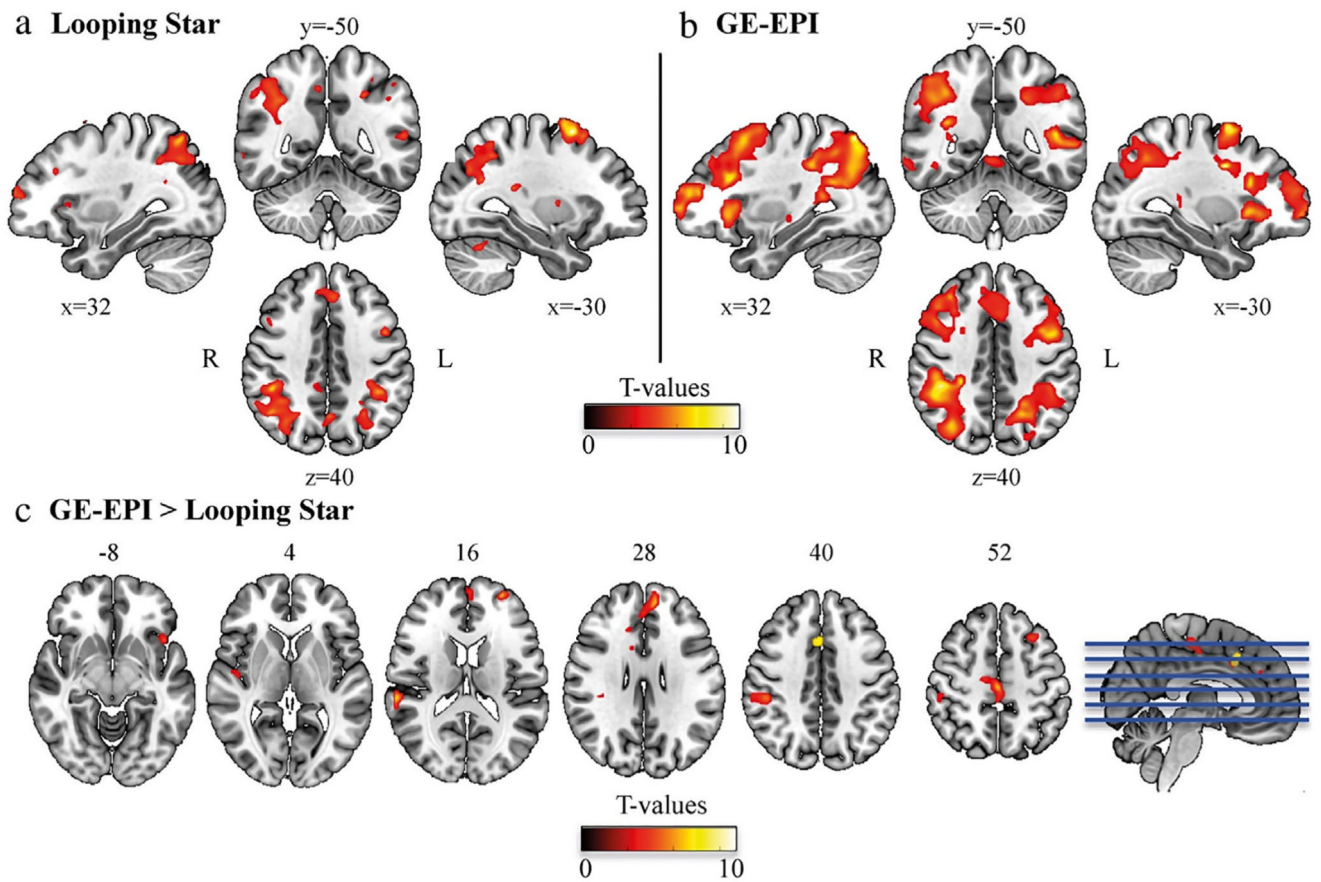 a Looping Star
y=-50
x=32
x=-30
R
L
z=40
b GE-EPI
y=-50
x=32
x=-30
R
L
z=40
T-values
0 10
c GE-EPI > Looping Star
-8 4 16 28 40 52
T-values
0 10